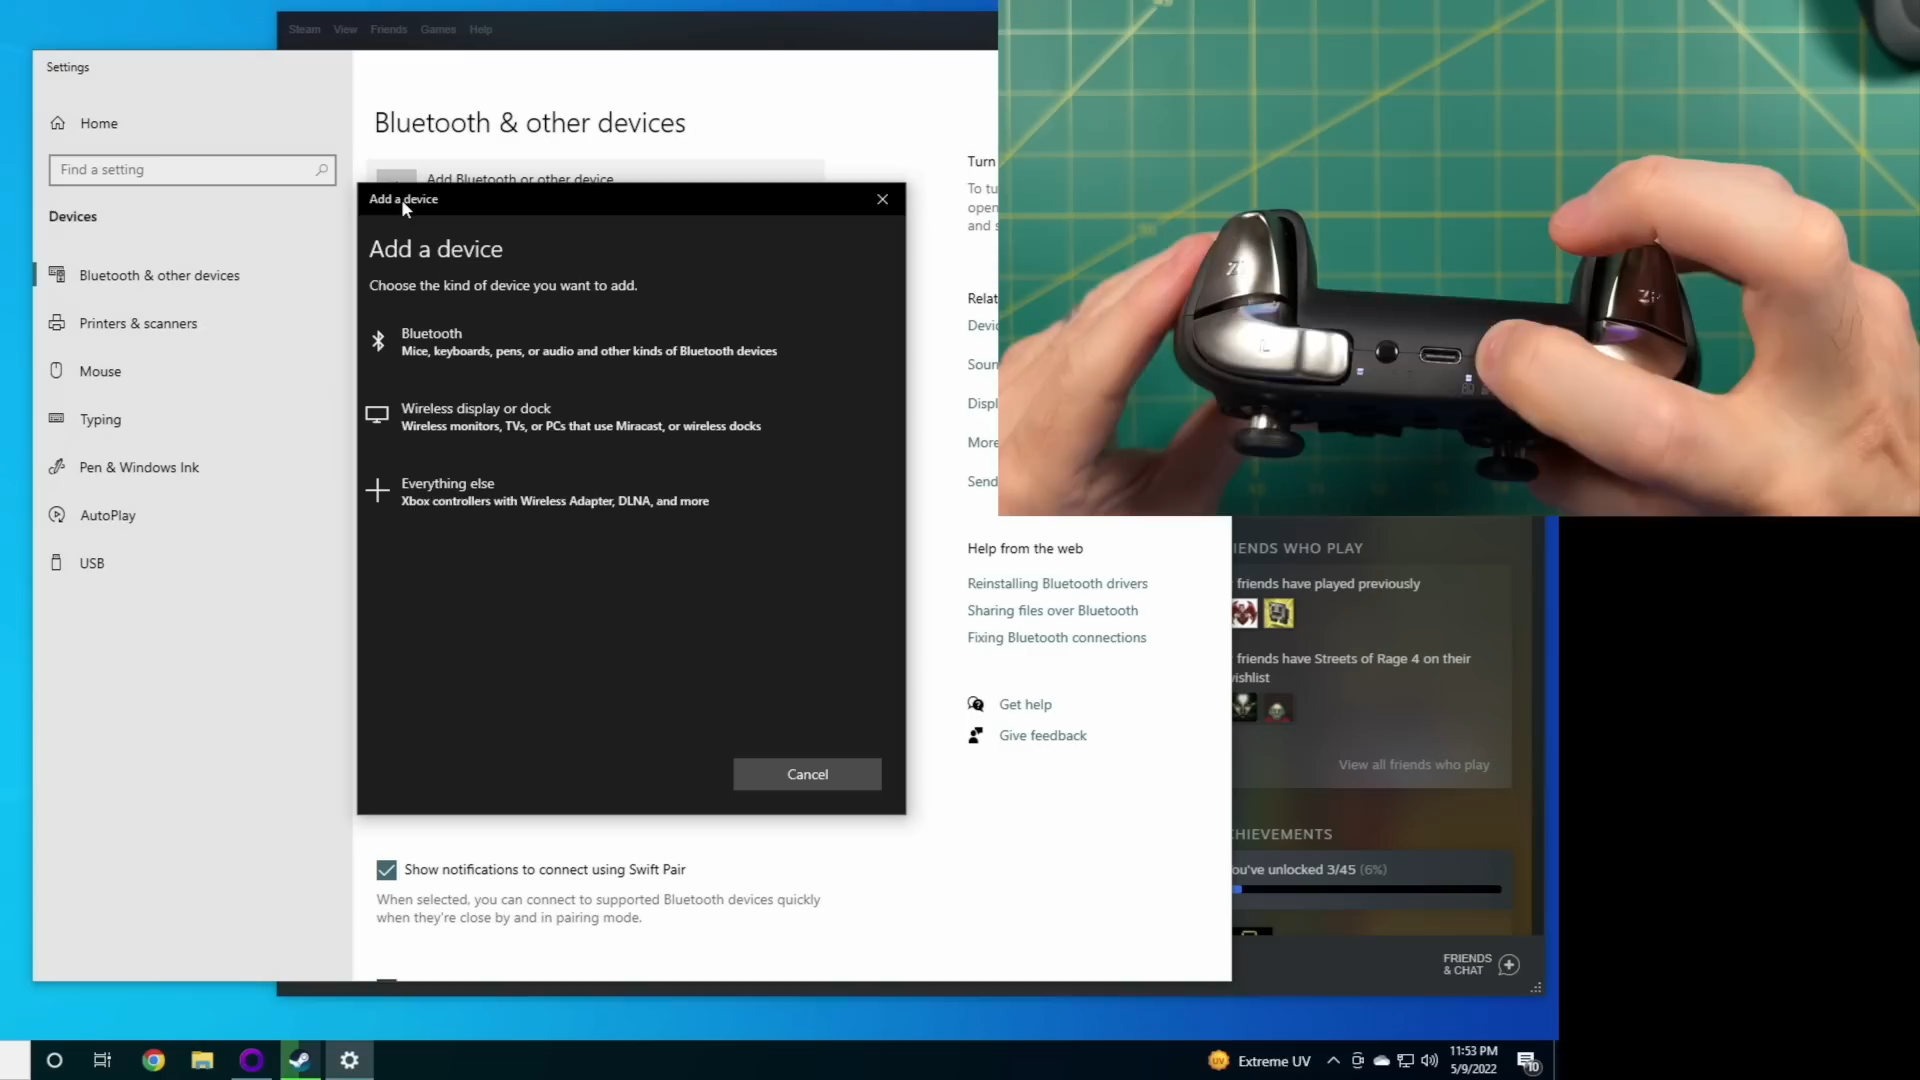 Steam View Friends Games Help
Settings
Home
Find a setting
Devices
Bluetooth & other devices
Printers & scanners
Mouse
Typing
Pen & Windows Ink
AutoPlay
USB
Bluetooth & other devices
Add Bluetooth or other device
Add a device
Add a device
Choose the kind of device you want to add.
Bluetooth
Mice, keyboards, pens, or audio and other kinds of Bluetooth devices
Wireless display or dock
Wireless monitors, TVs, or PCs that use Miracast, or wireless docks
Everything else
Xbox controllers with Wireless Adapter, DLNA, and more
Cancel
Show notifications to connect using Swift Pair
When selected, you can connect to supported Bluetooth devices quickly
when they're close by and in pairing mode.
Turn
To tu
open
and s
Relat
Devic
Soun
Displ
More
Send
Help from the web
Reinstalling Bluetooth drivers
Sharing files over Bluetooth
Fixing Bluetooth connections
Get help
Give feedback
L
IENDS WHO PLAY
friends have played previously
friends have Streets of Rage 4 on their
ishlist
View all friends who play
HIEVEMENTS
ou've unlocked 3/45 (6%)
FRIENDS
& CHAT
UV
Extreme UV
11:53 PM
5/9/2022
10